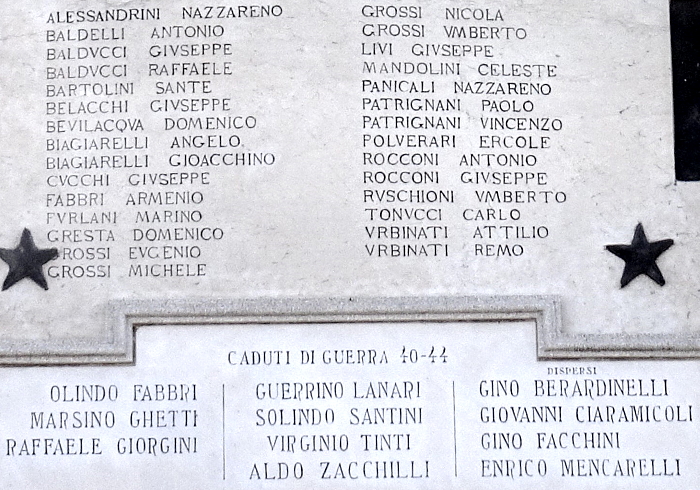 ALESSANDRINI NAZZARENO
BALDELLI ANTONIO
BALDVCCI GIVSEPPE
BALDVCCI RAFFAELE
BARTOLINI SANTE
BELACCHI GIVSEPPE
BEVILACQVA DOMENICO
BIAGIARELLI ANGELO
BIAGIARELLI GIOACCHINO
CVCCHI GIVSEPPE
FABBRI ARMENIO
FVRLANI MARINO
GRESTA DOMENICO
GROSSI EVGENIO
GROSSI MICHELE
GROSSI NICOLA
GROSSI VMBERTO
LIVI GIVSEPPE
MANDOLINI CELESTE
PANICALI NAZZARENO
PATRIGNANI PAOLO
PATRIGNANI VINCENZO
POLVERARI ERCOLE
ROCCONI ANTONIO
ROCCONI GIVSEPPE
RVSCHIONI VMBERTO
TONVCCI CARLO
VRBINATI ATTILIO
VRBINATI REMO
CADUTI DI GUERRA 40-44
OLINDO FABBRI
MARSINO GHETTI
RAFFAELE GIORGINI
GUERRINO LANARI
SOLINDO SANTINI
VIRGINIO TINTI
ALDO ZACCHILLI
DISPERSI
GINO BERARDINELLI
GIOVANNI CIARAMICOLI
GINO FACCHINI
ENRICO MENCARELLI